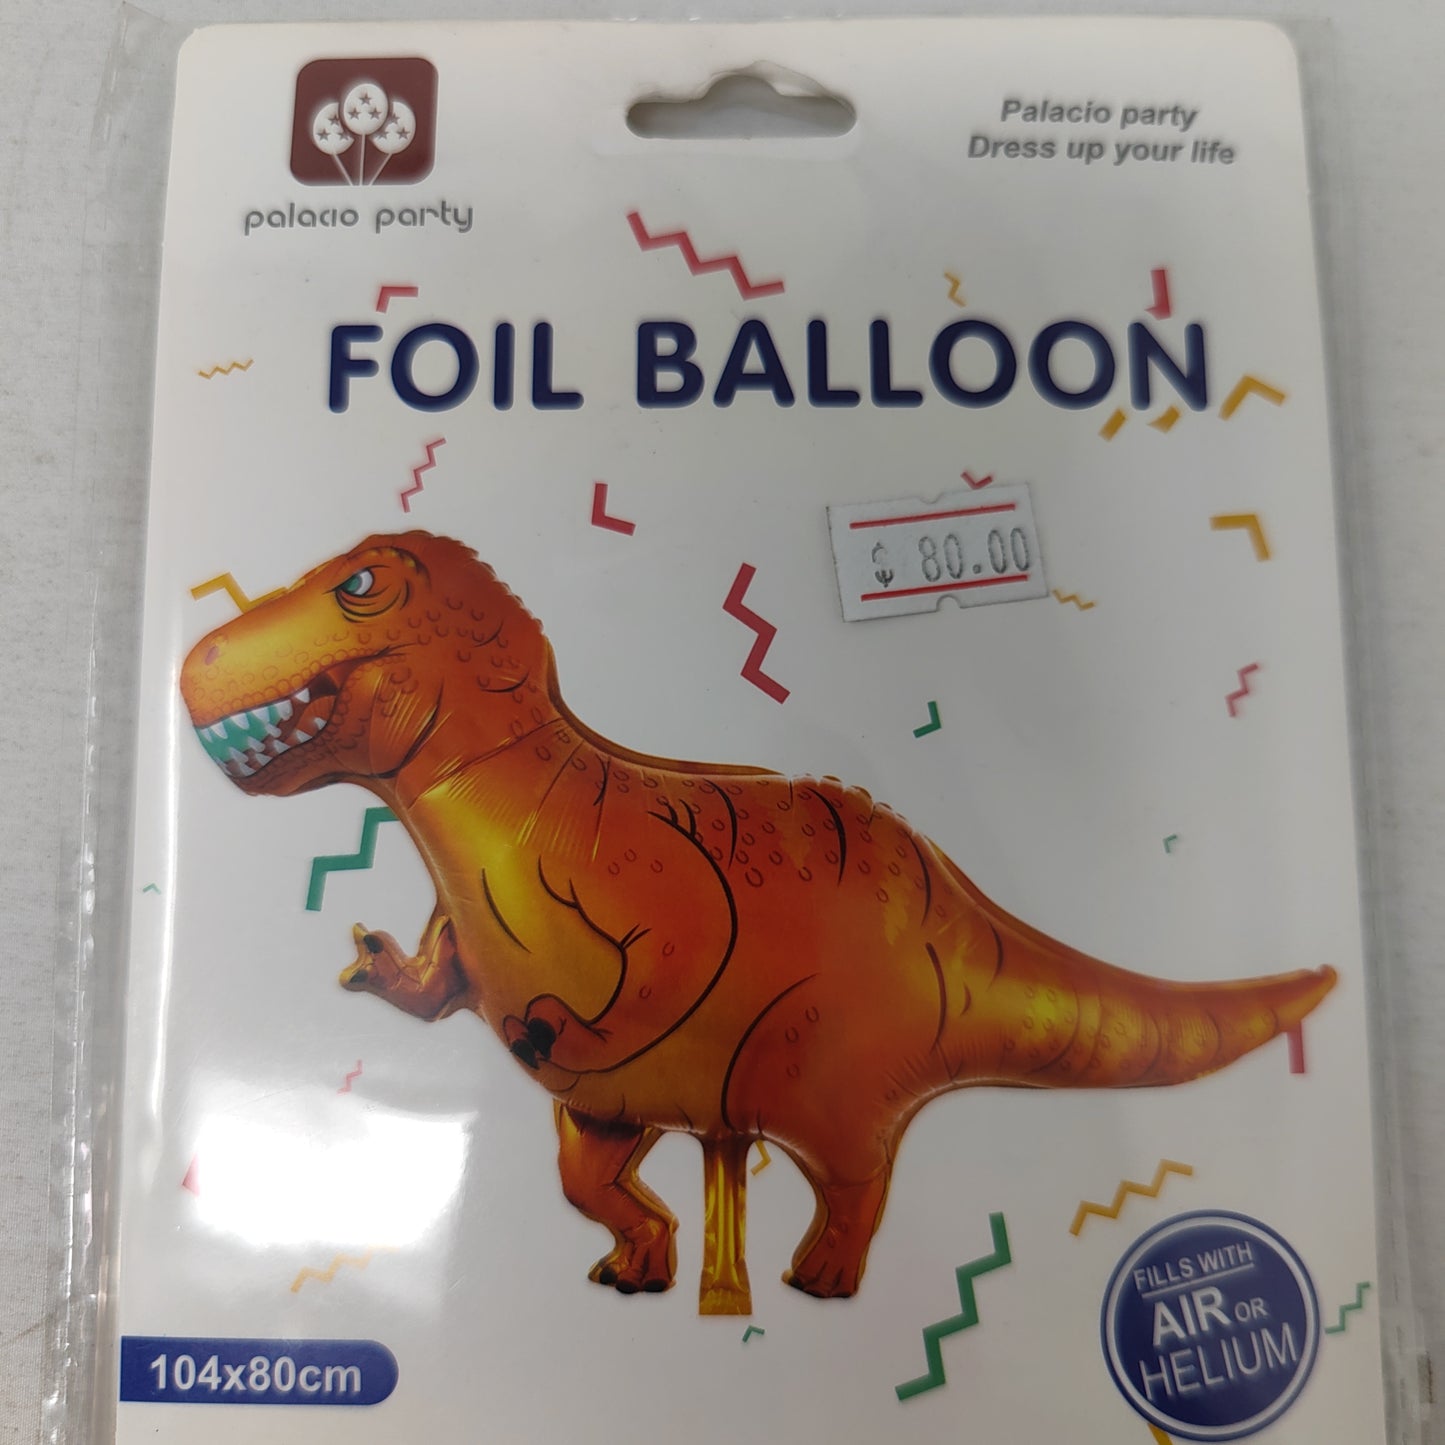 palacio party
Palacio party
Dress up your life
FOIL BALLOON
$ 80.00
104x80cm
FILLS WITH
AIR OR
HELIUM